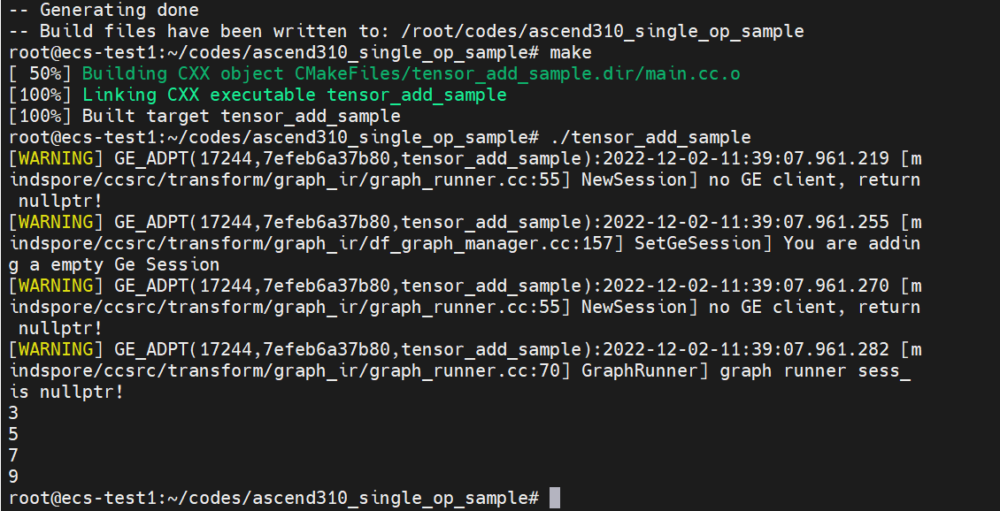 -- Generating done
-- Build files have been written to: /root/codes/ascend310_single_op_sample
root@ecs-test1:~/codes/ascend310_single_op_sample# make
[ 50%] Building CXX object CMakeFiles/tensor_add_sample.dir/main.cc.o
[100%] Linking CXX executable tensor_add_sample
[100%] Built target tensor_add_sample
root@ecs-test1:~/codes/ascend310_single_op_sample# ./tensor_add_sample
[WARNING] GE_ADPT(17244,7efeb6a37b80,tensor_add_sample):2022-12-02-11:39:07.961.219 [m
indspore/ccsrc/transform/graph_ir/graph_runner.cc:55] NewSession] no GE client, return
 nullptr!
[WARNING] GE_ADPT(17244,7efeb6a37b80,tensor_add_sample):2022-12-02-11:39:07.961.255 [m
indspore/ccsrc/transform/graph_ir/df_graph_manager.cc:157] SetGeSession] You are addin
g a empty Ge Session
[WARNING] GE_ADPT(17244,7efeb6a37b80,tensor_add_sample):2022-12-02-11:39:07.961.270 [m
indspore/ccsrc/transform/graph_ir/graph_runner.cc:55] NewSession] no GE client, return
 nullptr!
[WARNING] GE_ADPT(17244,7efeb6a37b80,tensor_add_sample):2022-12-02-11:39:07.961.282 [m
indspore/ccsrc/transform/graph_ir/graph_runner.cc:70] GraphRunner] graph runner sess_
is nullptr!
3
5
7
9
root@ecs-test1:~/codes/ascend310_single_op_sample#